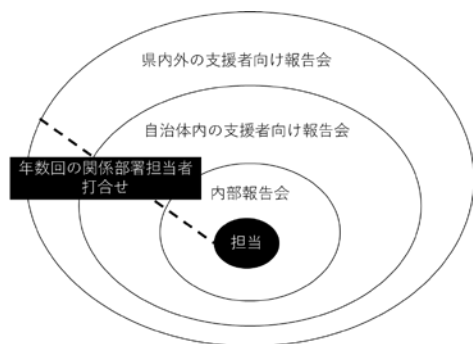 県内外の支援者向け報告会
自治体内の支援者向け報告会
年数回の関係部署担当者
打合せ
内部報告会
担当